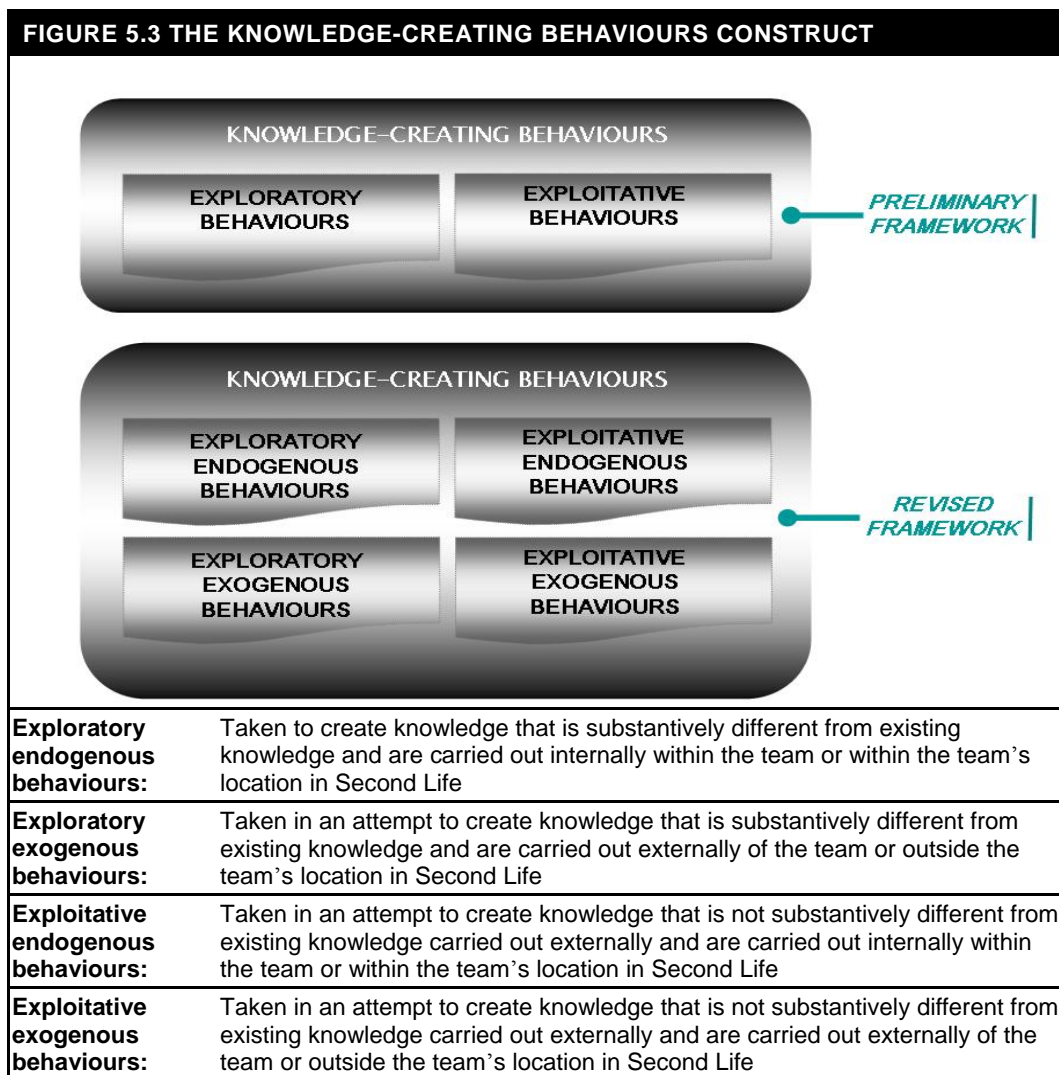 FIGURE 5.3 THE KNOWLEDGE-CREATING BEHAVIOURS CONSTRUCT
KNOWLEDGE-CREATING BEHAVIOURS
EXPLORATORY
BEHAVIOURS
EXPLOITATIVE
BEHAVIOURS
PRELIMINARY
FRAMEWORK
KNOWLEDGE-CREATING BEHAVIOURS
EXPLORATORY
ENDOGENOUS
BEHAVIOURS
EXPLOITATIVE
ENDOGENOUS
BEHAVIOURS
EXPLORATORY
EXOGENOUS
BEHAVIOURS
EXPLOITATIVE
EXOGENOUS
BEHAVIOURS
REVISED
FRAMEWORK
Exploratory
endogenous
behaviours:
Taken to create knowledge that is substantively different from existing
knowledge and are carried out internally within the team or within the team’s
location in Second Life
Exploratory
exogenous
behaviours:
Taken in an attempt to create knowledge that is substantively different from
existing knowledge and are carried out externally of the team or outside the
team’s location in Second Life
Exploitative
endogenous
behaviours:
Taken in an attempt to create knowledge that is not substantively different from
existing knowledge carried out externally and are carried out internally within
the team or within the team’s location in Second Life
Exploitative
exogenous
behaviours:
Taken in an attempt to create knowledge that is not substantively different from
existing knowledge carried out externally and are carried out externally of the
team or outside the team’s location in Second Life